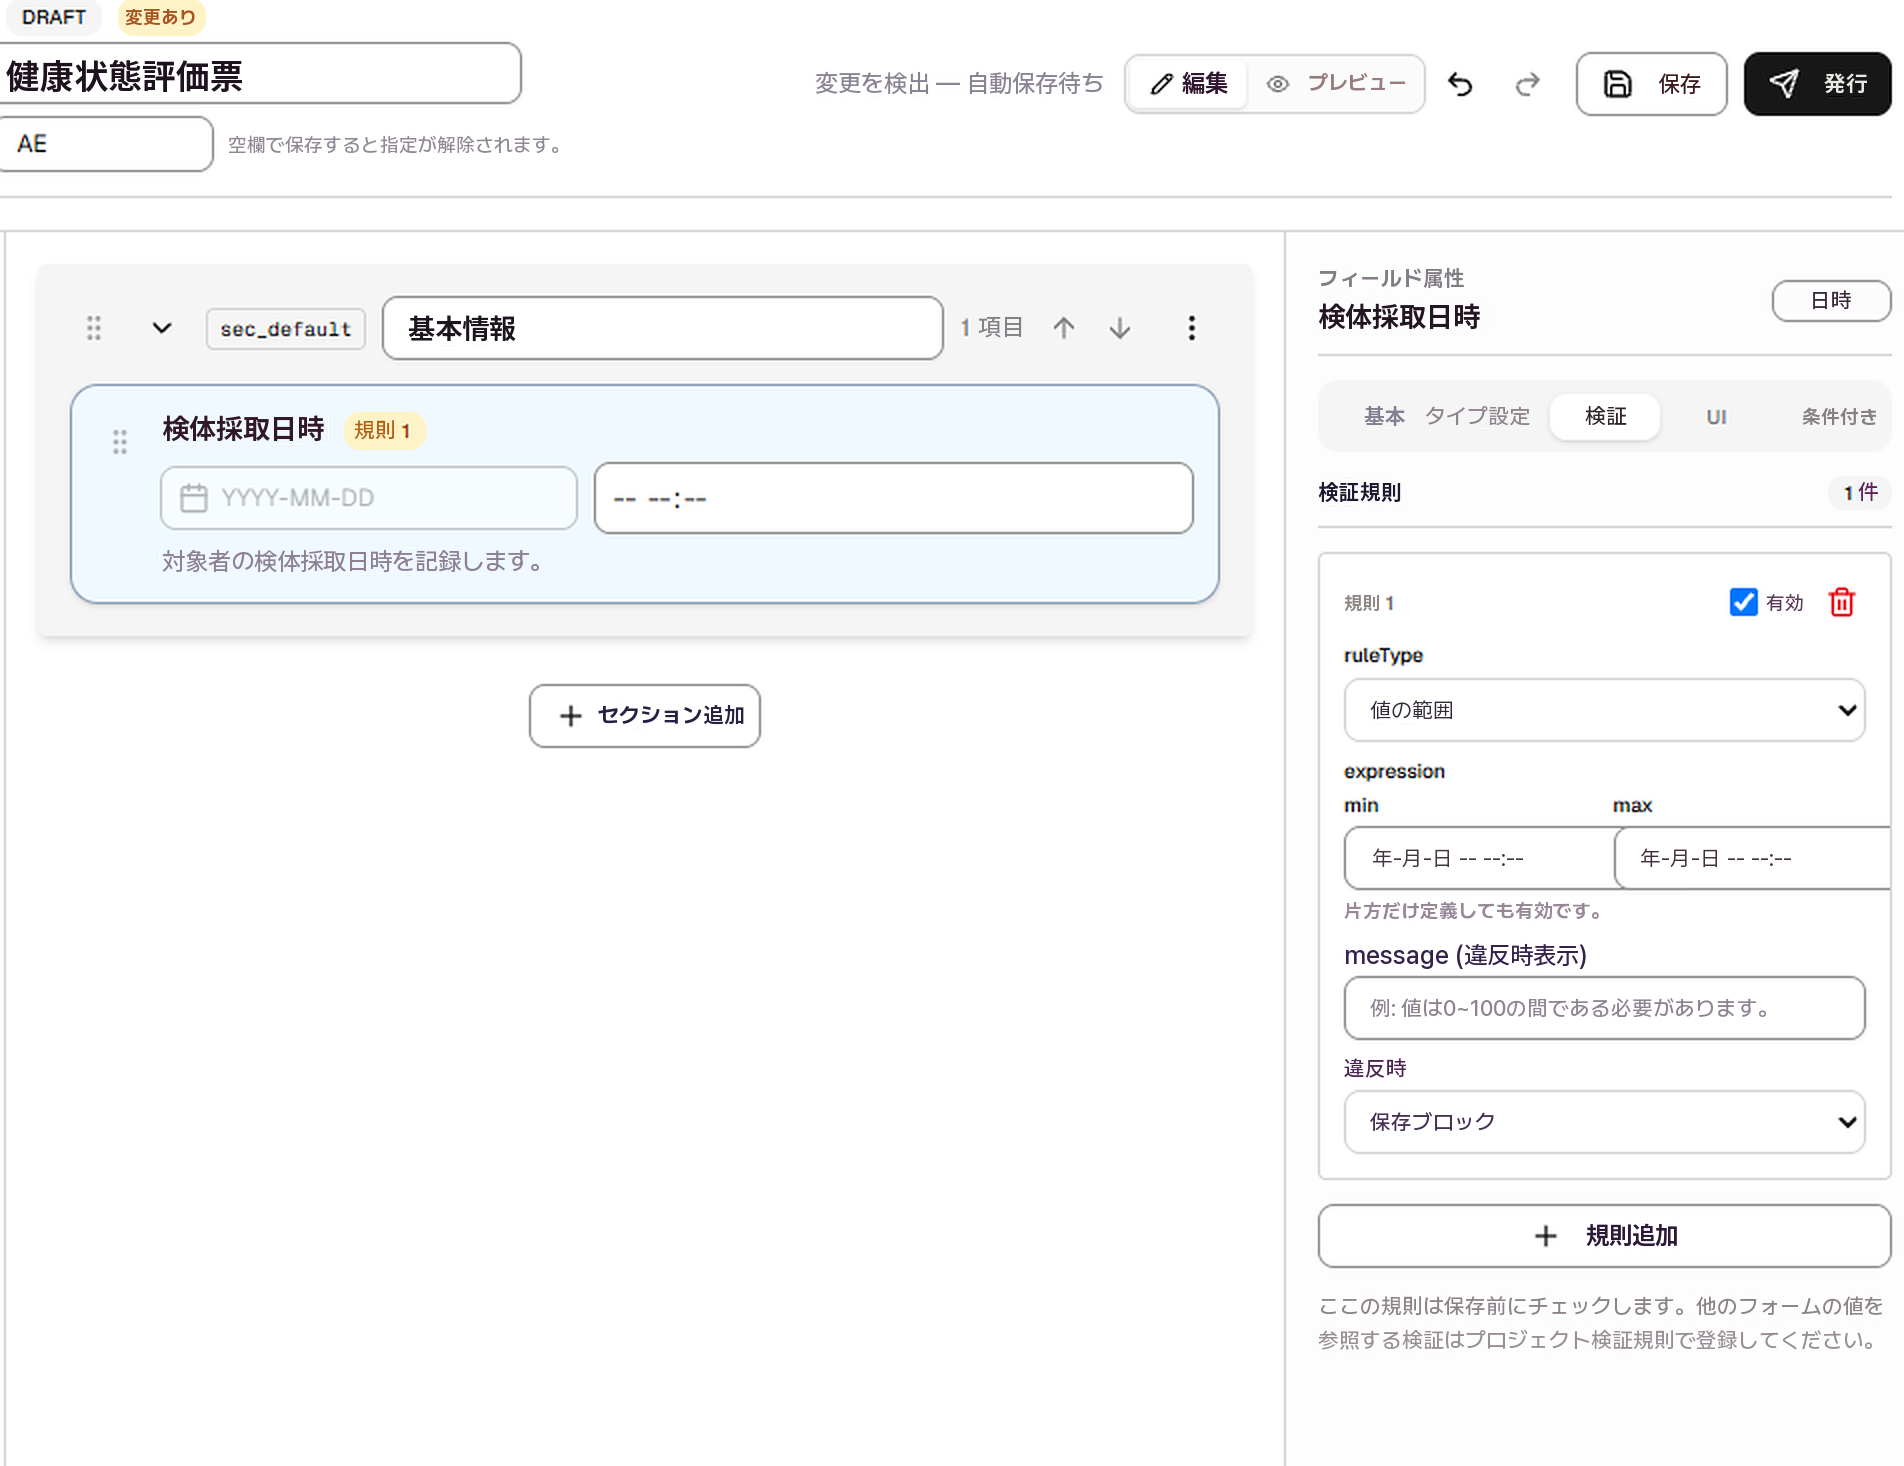 DRAFT 変更あり
健康状態評価票
変更を検出 — 自動保存待ち 編集 プレビュー 保存 発行
AE 空欄で保存すると指定が解除されます。
sec_default 基本情報 1 項目
検体採取日時 規則 1
YYYY-MM-DD -- --:--
対象者の検体採取日時を記録します。
セクション追加
フィールド属性
検体採取日時 日時
基本 タイプ設定 検証 UI 条件付き
検証規則 1 件
規則 1 有効
ruleType
値の範囲
expression
min max
年-月-日 -- --:-- 年-月-日 -- --:--
片方だけ定義しても有効です。
message (違反時表示)
例: 値は0~100の間である必要があります。
違反時
保存ブロック
規則追加
ここの規則は保存前にチェックします。他のフォームの値を
参照する検証はプロジェクト検証規則で登録してください。